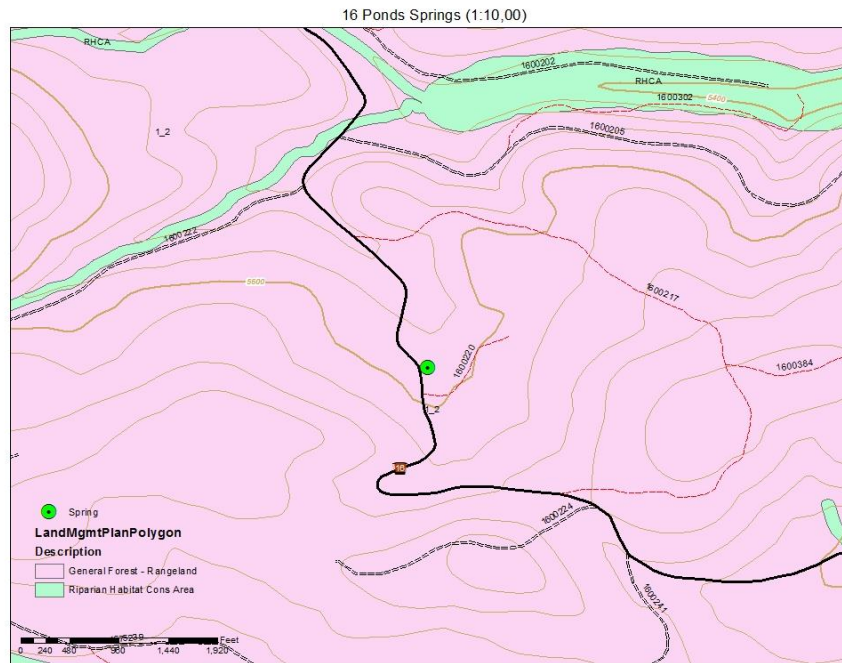 16 Ponds Springs (1:10,00)
RHCA
1600202
RHCA
5400
1600302
1_2
1600205
1600222
5600
1600217
1600220
1600384
1_2
16
Spring
LandMgmtPlanPolygon
Description
General Forest - Rangeland
Riparian Habitat Cons Area
1600224
1600241
Feet
0 240 480 960 1,440 1,920